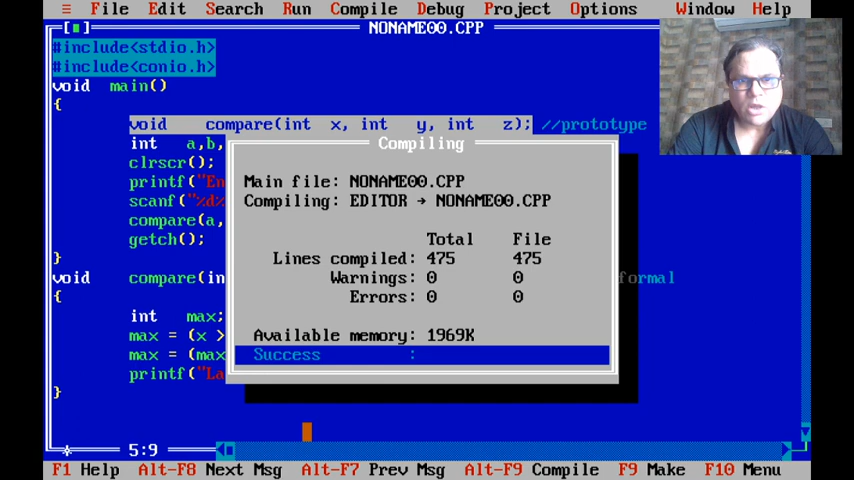 ≡ File Edit Search Run Compile Debug Project Options Window Help
NONAME00.CPP
#include<stdio.h>
#include<conio.h>
void main()
{
void compare(int x, int y, int z); //prototype
int a,b,
clrscr();
printf("En
scanf("%d%
compare(a,
getch();
}
void compare(in formal
{
int max;
max = (x >
max = (max
printf("La
}
Compiling
Main file: NONAME00.CPP
Compiling: EDITOR → NONAME00.CPP
Total File
Lines compiled: 475 475
Warnings: 0 0
Errors: 0 0
Available memory: 1969K
Success :
5:9
F1 Help Alt-F8 Next Msg Alt-F7 Prev Msg Alt-F9 Compile F9 Make F10 Menu